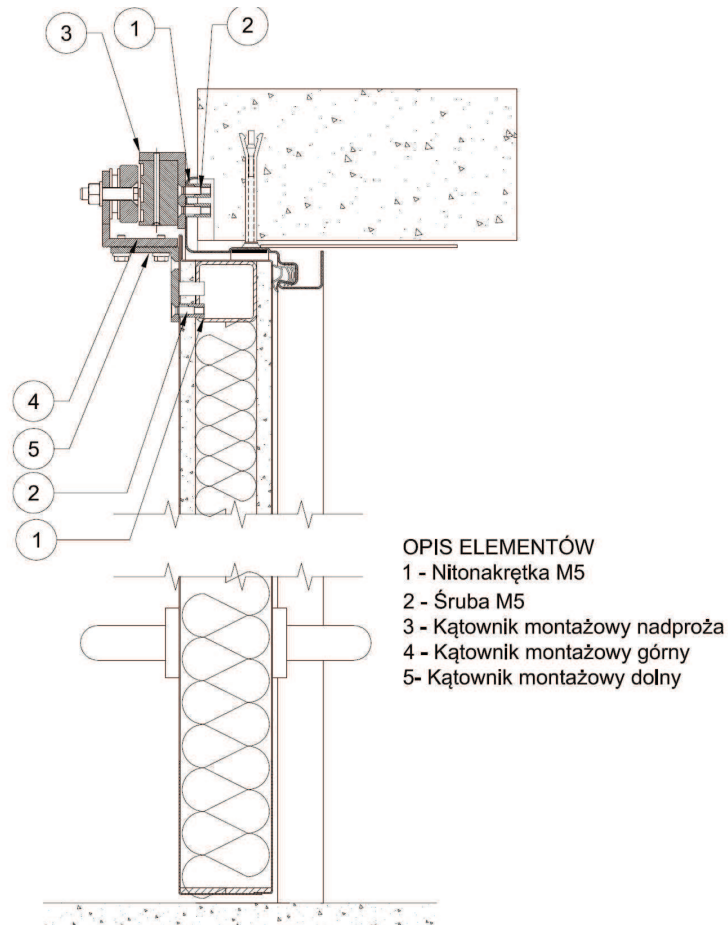 1
2
3
4
5
2
1
OPIS ELEMENTÓW
1 - Nitonakrętka M5
2 - Śruba M5
3 - Kątownik montażowy nadproża
4 - Kątownik montażowy górny
5- Kątownik montażowy dolny